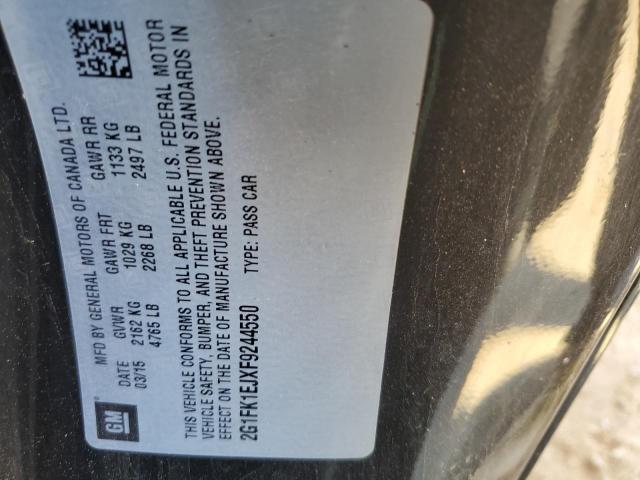 GM
MFD BY GENERAL MOTORS OF CANADA LTD.
DATE GVWR GAWR FRT GAWR RR
03/15 2162 KG 1029 KG 1133 KG
4765 LB 2268 LB 2497 LB
THIS VEHICLE CONFORMS TO ALL APPLICABLE U.S. FEDERAL MOTOR
VEHICLE SAFETY, BUMPER, AND THEFT PREVENTION STANDARDS IN
EFFECT ON THE DATE OF MANUFACTURE SHOWN ABOVE.
2G1FK1EJXF9244550 TYPE: PASS CAR